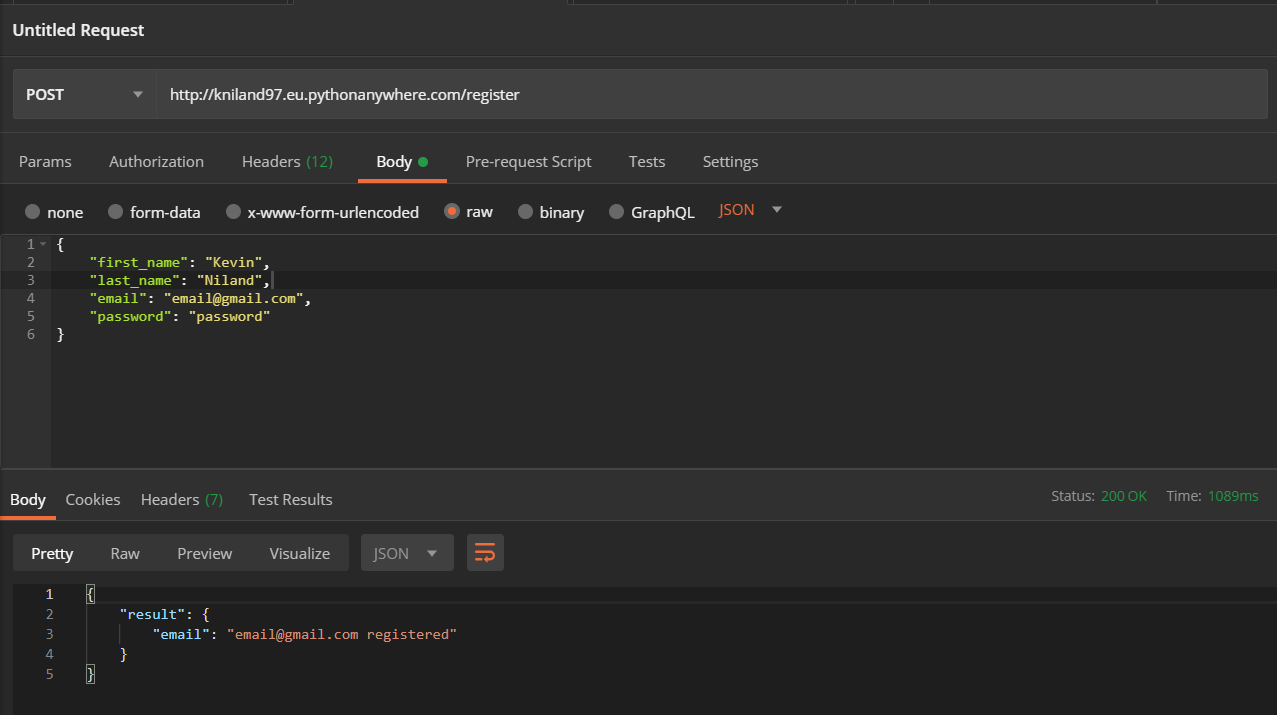 Untitled Request
POST http://kniland97.eu.pythonanywhere.com/register
Params Authorization Headers (12) Body Pre-request Script Tests Settings
none form-data x-www-form-urlencoded raw binary GraphQL JSON
1 {
2 "first_name": "Kevin",
3 "last_name": "Niland",
4 "email": "email@gmail.com",
5 "password": "password"
6 }
Body Cookies Headers (7) Test Results Status: 200 OK Time: 1089ms
Pretty Raw Preview Visualize JSON
1 {
2 "result": {
3 "email": "email@gmail.com registered"
4 }
5 }